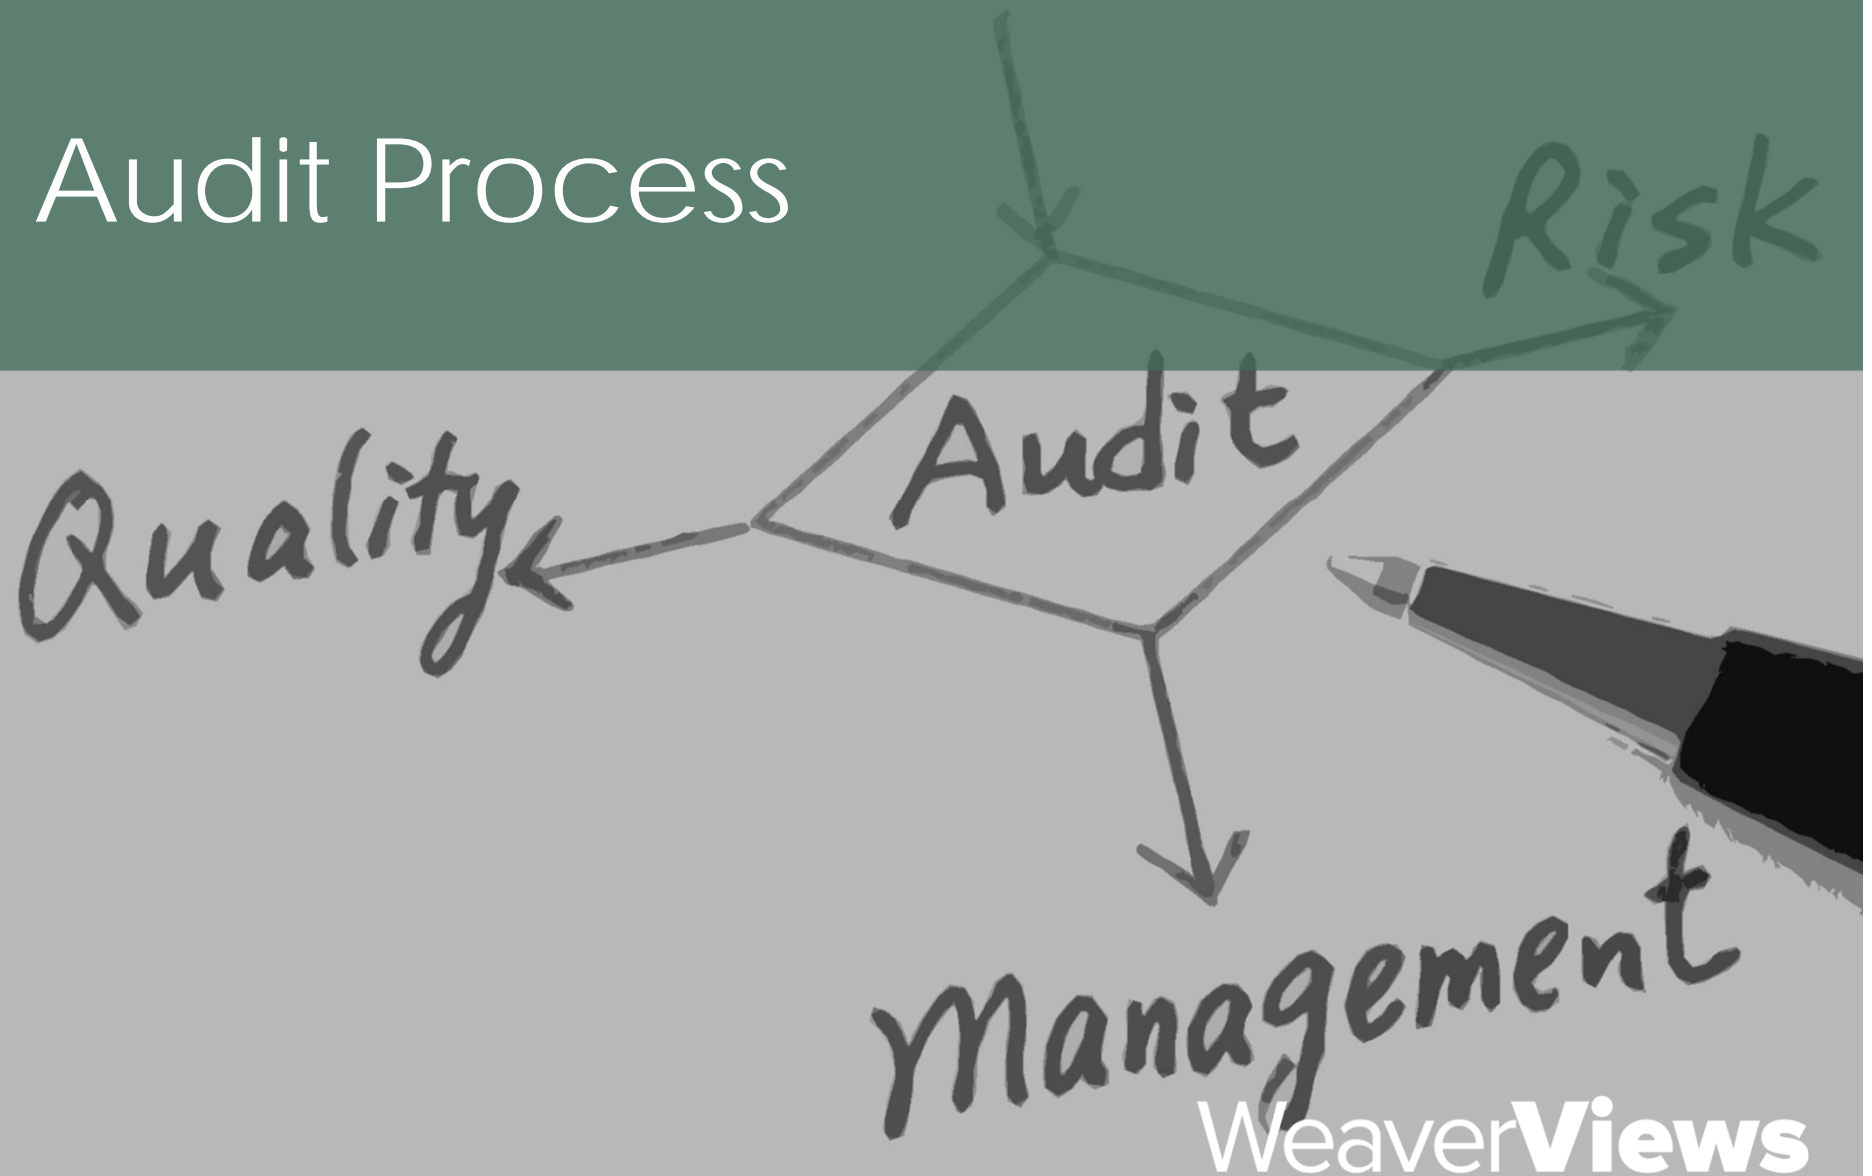 Audit Process
Risk
Audit
Quality
Management
WeaverViews